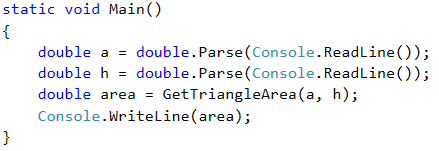 static void Main()
{
    double a = double.Parse(Console.ReadLine());
    double h = double.Parse(Console.ReadLine());
    double area = GetTriangleArea(a, h);
    Console.WriteLine(area);
}